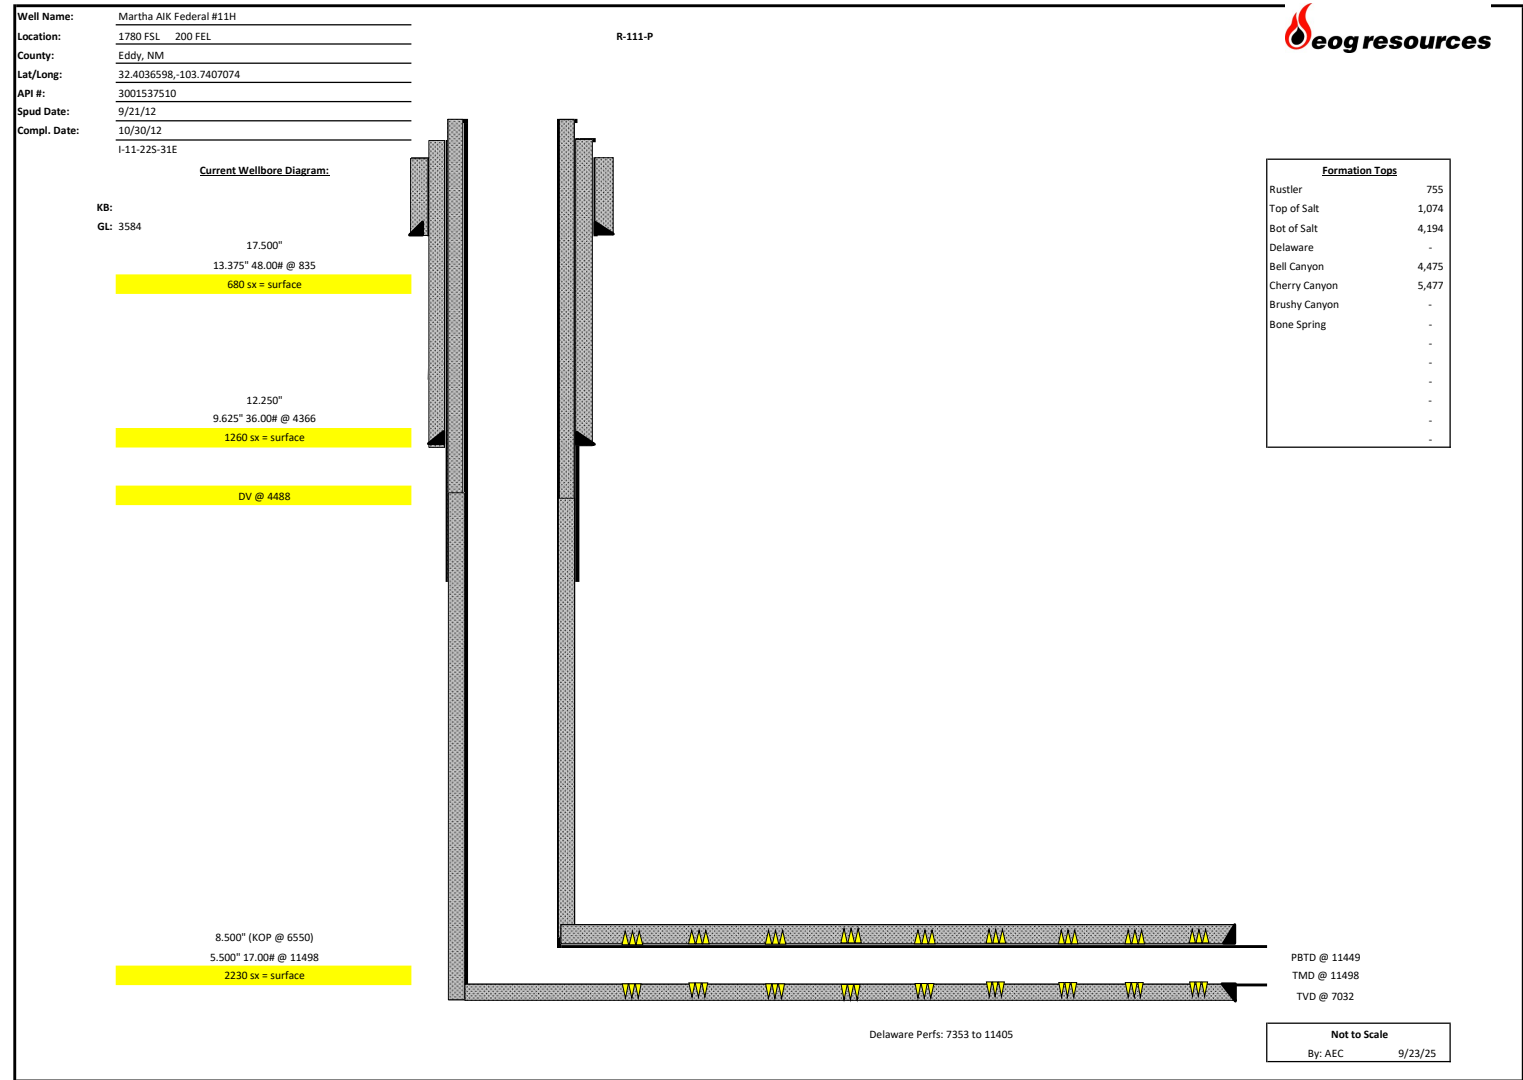 Well Name: Martha AIK Federal #11H
Location: 1780 FSL 200 FEL
R-111-P
eog resources
County: Eddy, NM
Lat/Long: 32.4036598,-103.7407074
API #: 3001537510
Spud Date: 9/21/12
Compl. Date: 10/30/12
I-11-22S-31E
Current Wellbore Diagram:
KB:
GL: 3584
17.500"
13.375" 48.00# @ 835
680 sx = surface
12.250"
9.625" 36.00# @ 4366
1260 sx = surface
DV @ 4488
8.500" (KOP @ 6550)
5.500" 17.00# @ 11498
2230 sx = surface
Formation Tops
Rustler 755
Top of Salt 1,074
Bot of Salt 4,194
Delaware -
Bell Canyon 4,475
Cherry Canyon 5,477
Brushy Canyon -
Bone Spring -
-
-
-
-
-
-
PBTD @ 11449
TMD @ 11498
TVD @ 7032
Delaware Perfs: 7353 to 11405
Not to Scale
By: AEC 9/23/25